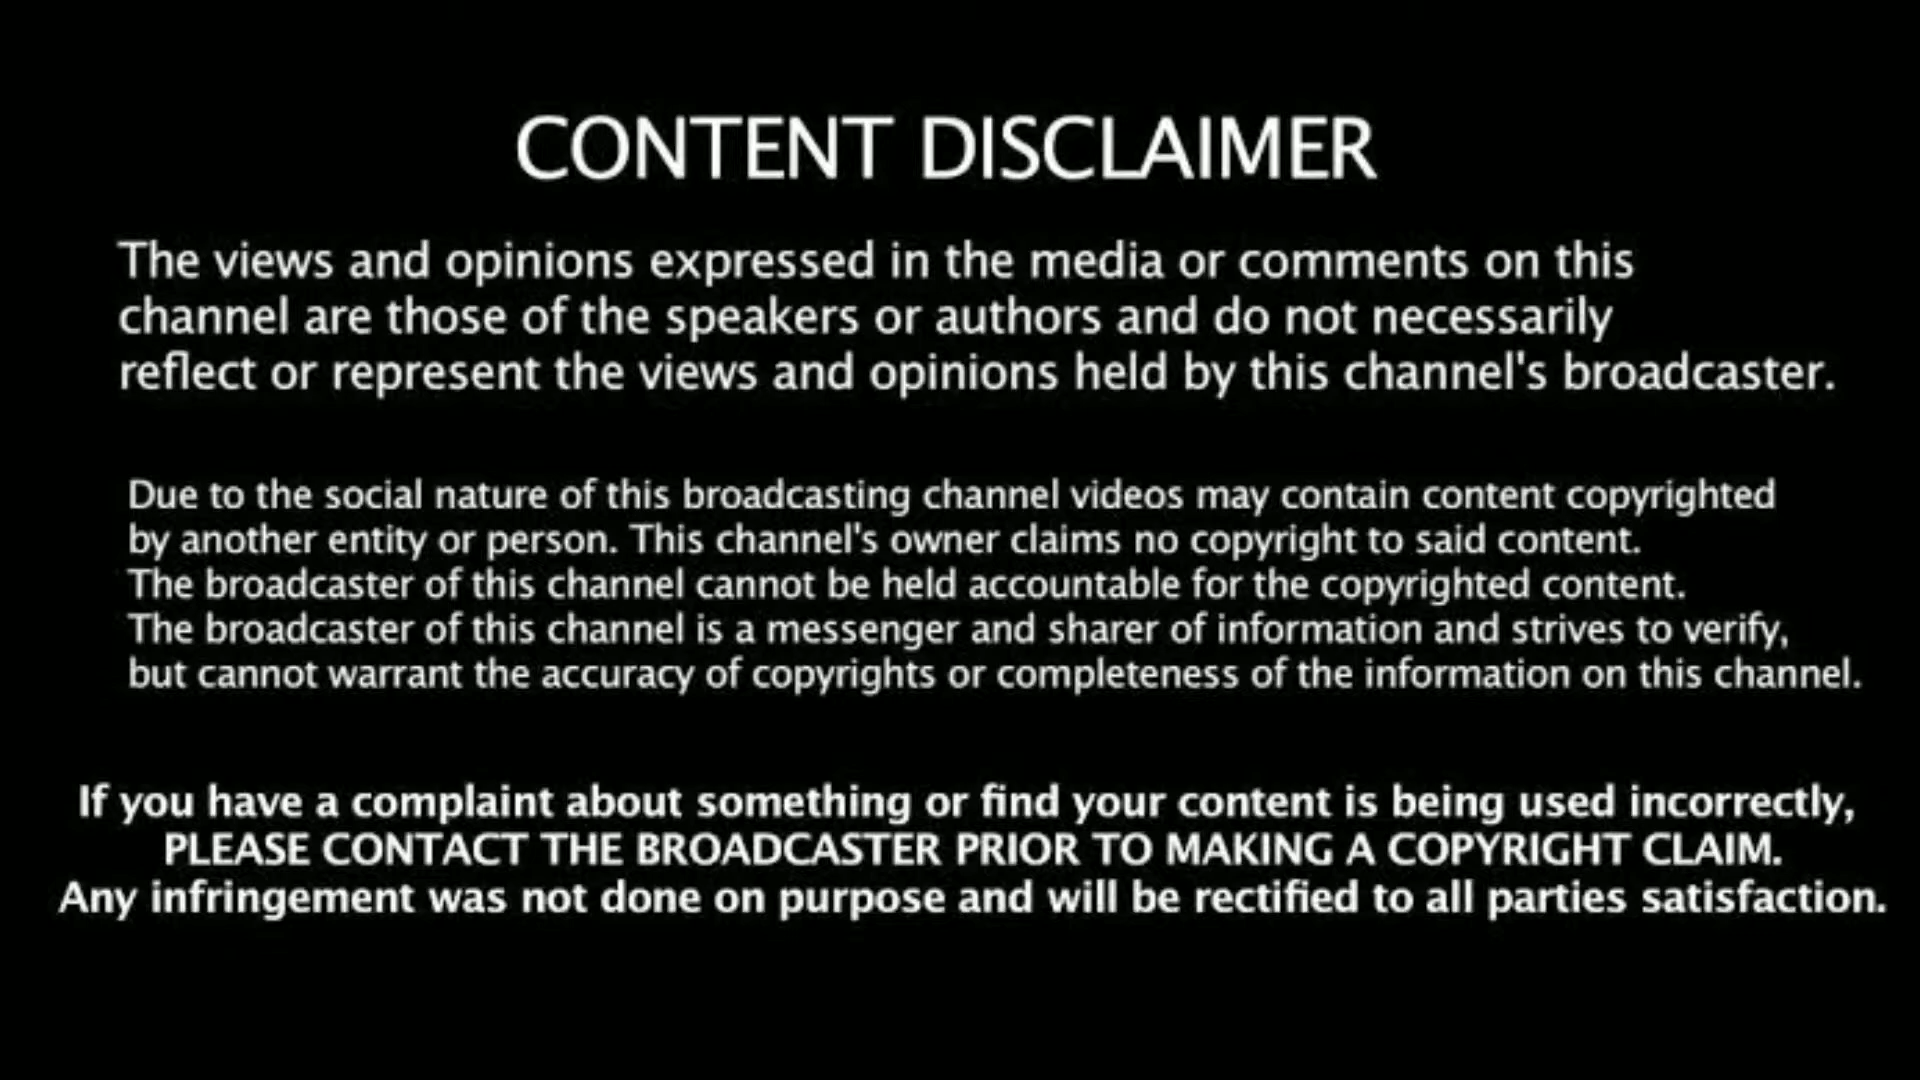 CONTENT DISCLAIMER
The views and opinions expressed in the media or comments on this
channel are those of the speakers or authors and do not necessarily
reflect or represent the views and opinions held by this channel's broadcaster.
Due to the social nature of this broadcasting channel videos may contain content copyrighted
by another entity or person. This channel's owner claims no copyright to said content.
The broadcaster of this channel cannot be held accountable for the copyrighted content.
The broadcaster of this channel is a messenger and sharer of information and strives to verify,
but cannot warrant the accuracy of copyrights or completeness of the information on this channel.
If you have a complaint about something or find your content is being used incorrectly,
PLEASE CONTACT THE BROADCASTER PRIOR TO MAKING A COPYRIGHT CLAIM.
Any infringement was not done on purpose and will be rectified to all parties satisfaction.